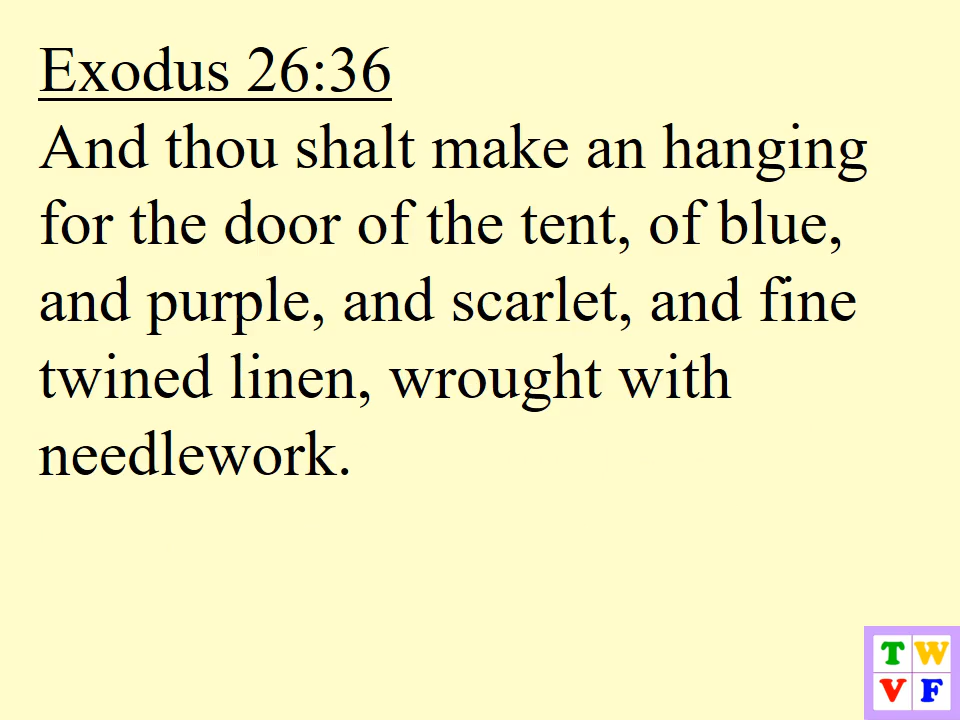 Exodus 26:36
And thou shalt make an hanging
for the door of the tent, of blue,
and purple, and scarlet, and fine
twined linen, wrought with
needlework.
T W
V F